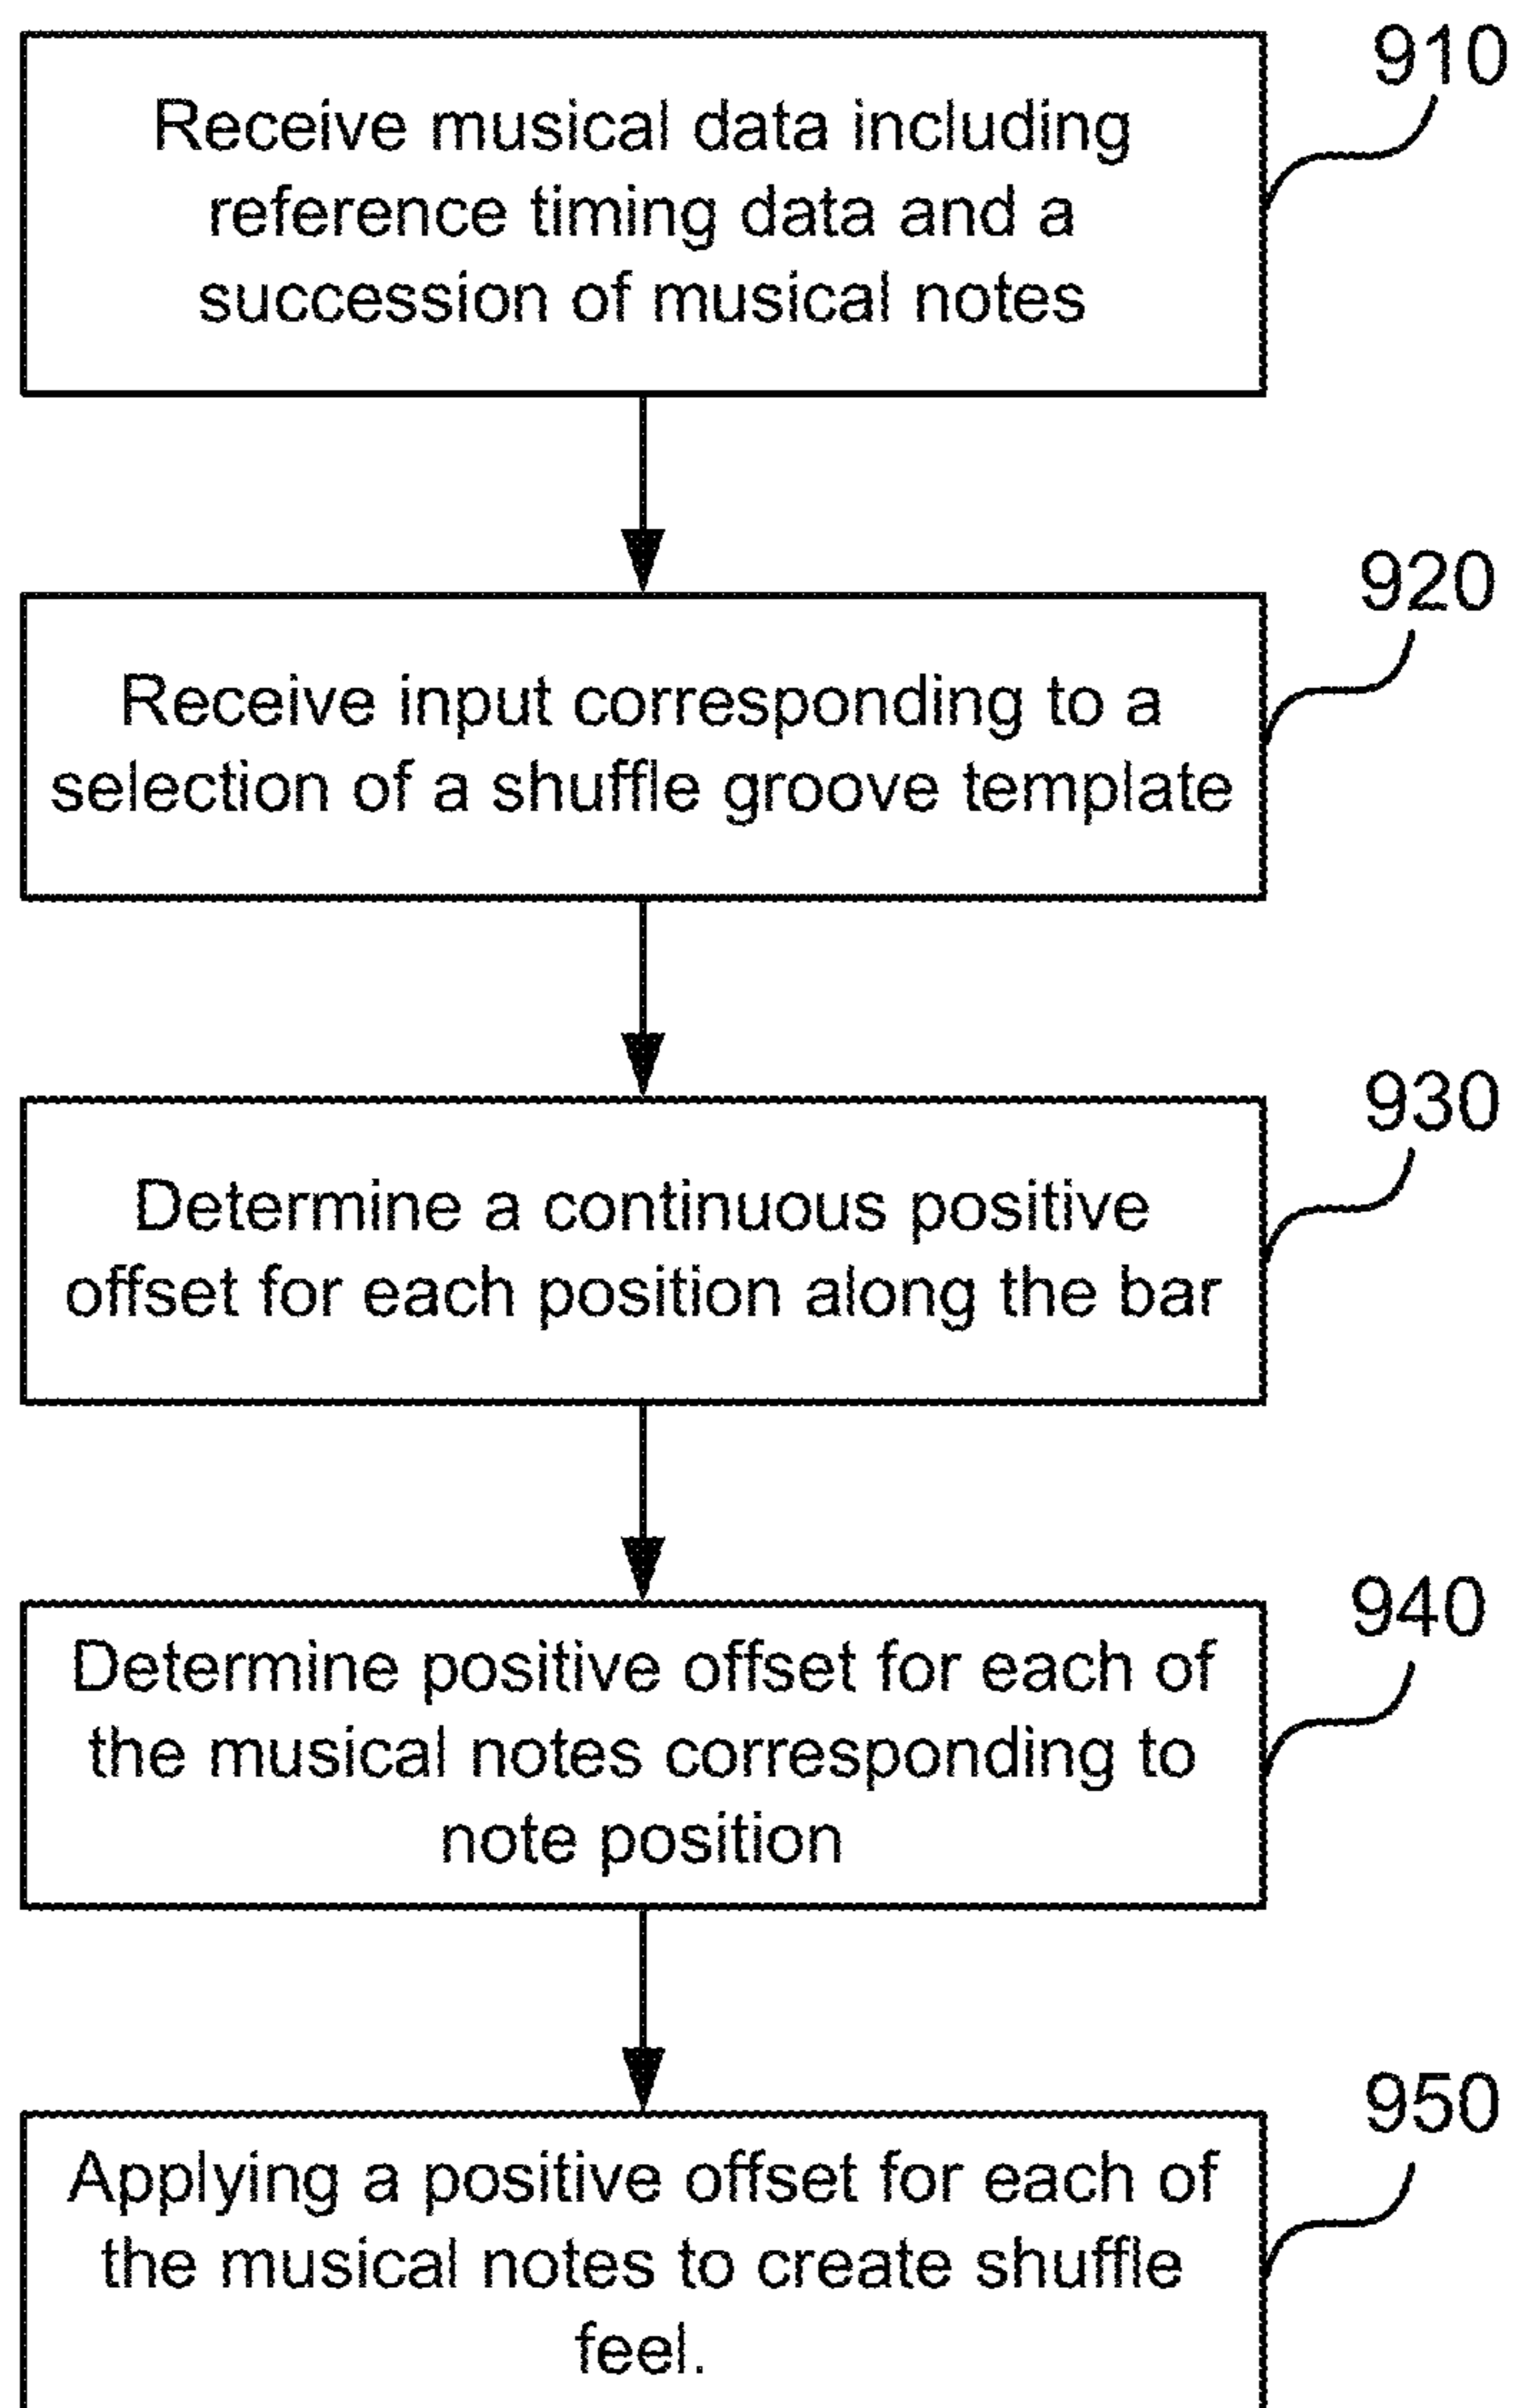 910
Receive musical data including
reference timing data and a
succession of musical notes
920
Receive input corresponding to a
selection of a shuffle groove template
930
Determine a continuous positive
offset for each position along the bar
940
Determine positive offset for each of
the musical notes corresponding to
note position
950
Applying a positive offset for each of
the musical notes to create shuffle
feel.